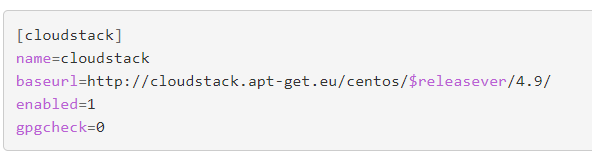 [cloudstack]
name=cloudstack
baseurl=http://cloudstack.apt-get.eu/centos/$releasever/4.9/
enabled=1
gpgcheck=0